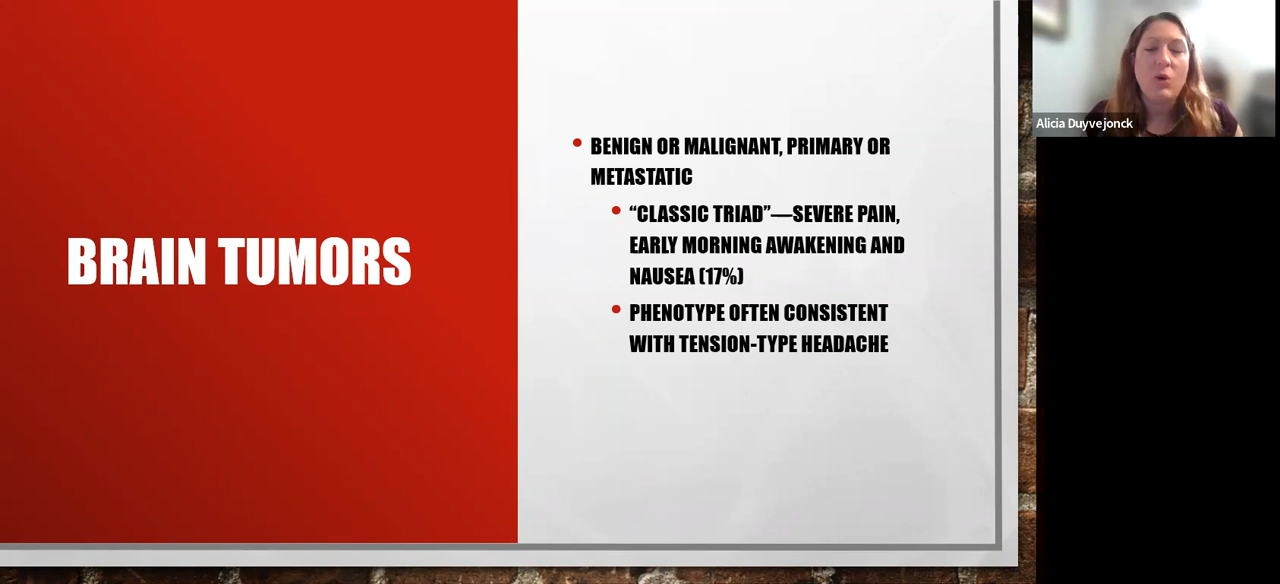 BRAIN TUMORS
• BENIGN OR MALIGNANT, PRIMARY OR
METASTATIC
• “CLASSIC TRIAD”—SEVERE PAIN,
EARLY MORNING AWAKENING AND
NAUSEA (17%)
• PHENOTYPE OFTEN CONSISTENT
WITH TENSION-TYPE HEADACHE
Alicia Duyvejonck